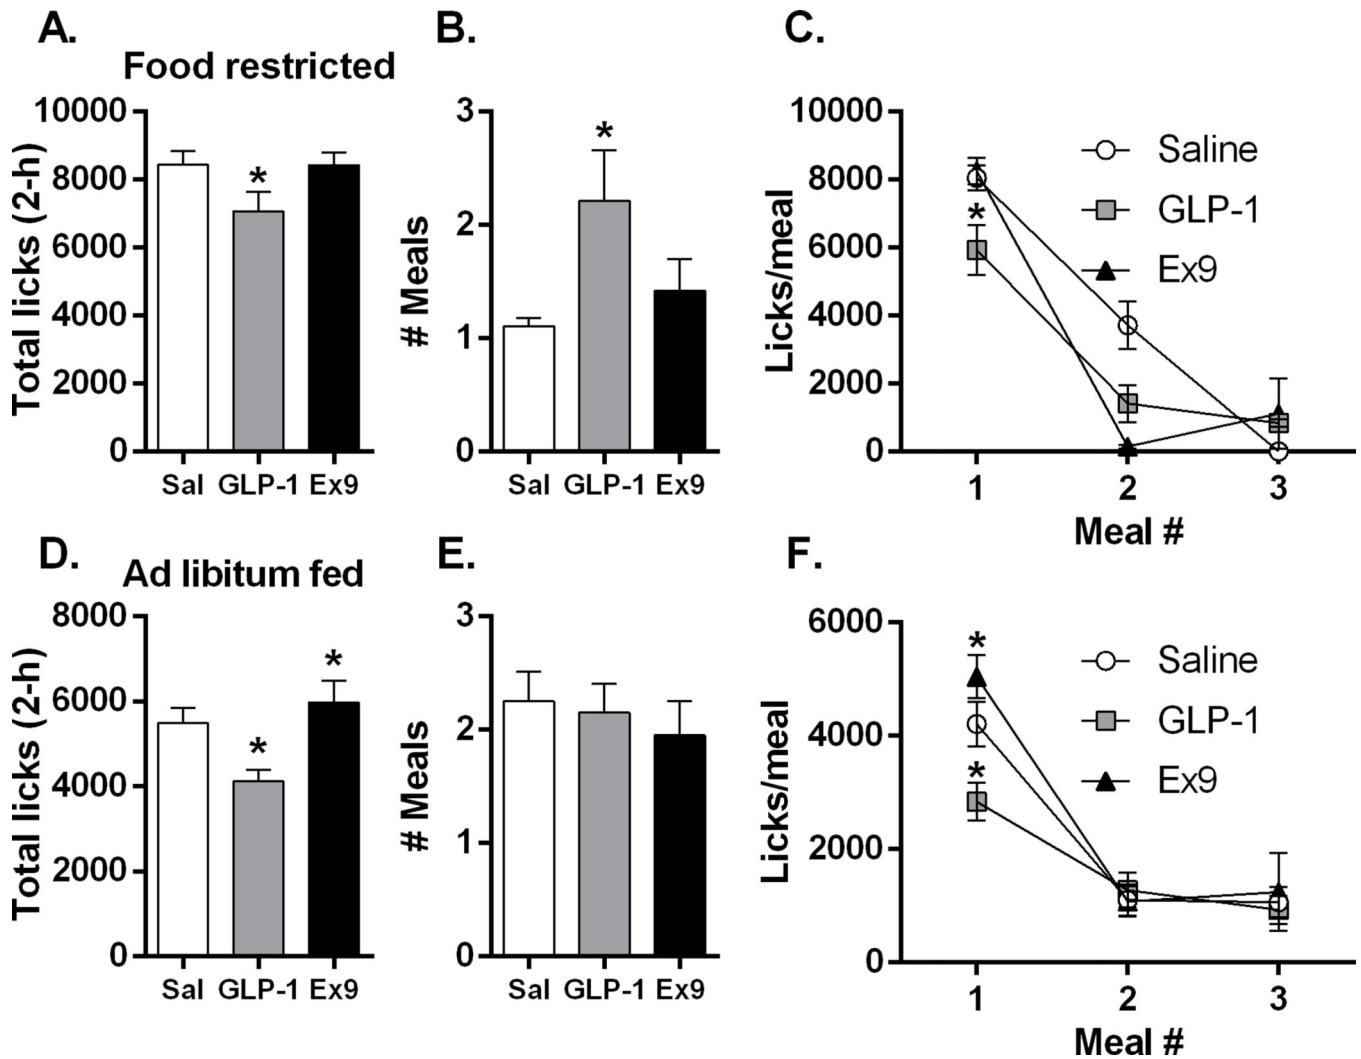 A.
Food restricted
Total licks (2-h)
10000
8000
6000
4000
2000
0
*
Sal GLP-1 Ex9
B.
# Meals
3
2
1
0
*
Sal GLP-1 Ex9
C.
Licks/meal
10000
8000
6000
4000
2000
0
*
Saline
GLP-1
Ex9
1 2 3
Meal #
D.
Ad libitum fed
Total licks (2-h)
8000
6000
4000
2000
0
*
*
Sal GLP-1 Ex9
E.
# Meals
3
2
1
0
Sal GLP-1 Ex9
F.
Licks/meal
6000
4000
2000
0
*
*
Saline
GLP-1
Ex9
1 2 3
Meal #